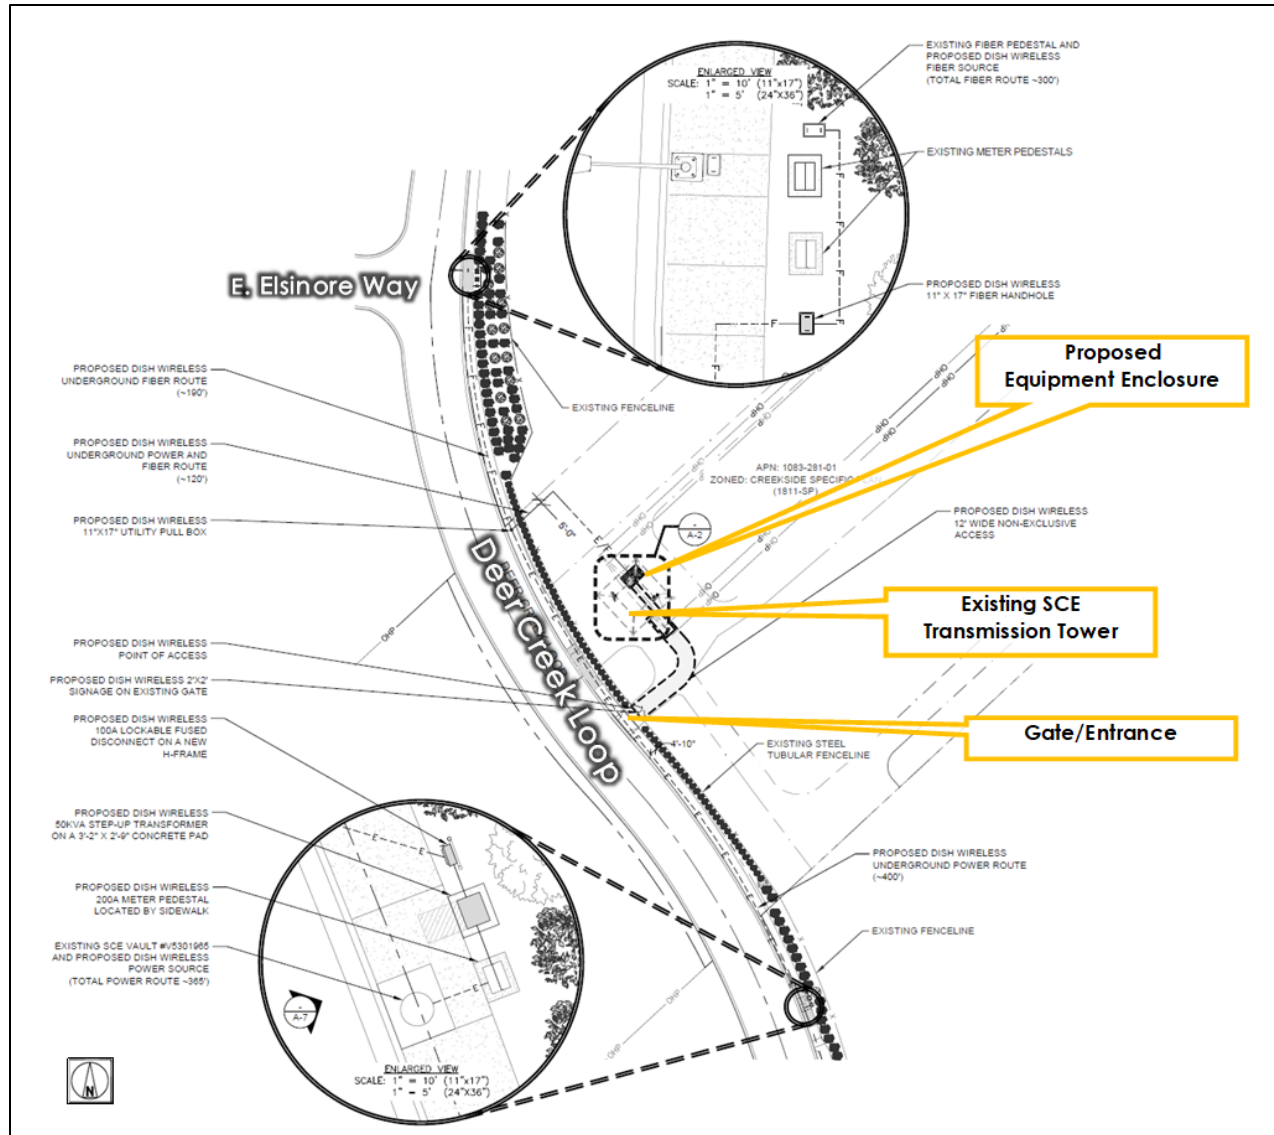 EXISTING FIBER PEDESTAL AND
PROPOSED DISH WIRELESS
FIBER SOURCE
(TOTAL FIBER ROUTE ~300')
ENLARGED VIEW
SCALE: 1" = 10' (11"x17")
1" = 5' (24"X36")
EXISTING METER PEDESTALS
F
F
F
F
F
PROPOSED DISH WIRELESS
11" X 17" FIBER HANDHOLE
E. Elsinore Way
Proposed
Equipment Enclosure
PROPOSED DISH WIRELESS
UNDERGROUND FIBER ROUTE
(~190')
EXISTING FENCELINE
OHP
OHP
OHP
OHP
PROPOSED DISH WIRELESS
UNDERGROUND POWER AND
FIBER ROUTE
(~120')
APN: 1083-281-01
ZONED: CREEKSIDE SPECIFIC
(1811-SP)
PROPOSED DISH WIRELESS
12' WIDE NON-EXCLUSIVE
ACCESS
PROPOSED DISH WIRELESS
11"X17" UTILITY PULL BOX
5'-0"
E/F
A-2
Deer Creek Loop
Existing SCE
Transmission Tower
OHP
PROPOSED DISH WIRELESS
POINT OF ACCESS
PROPOSED DISH WIRELESS 2'X2'
SIGNAGE ON EXISTING GATE
Gate/Entrance
PROPOSED DISH WIRELESS
100A LOCKABLE FUSED
DISCONNECT ON A NEW
H-FRAME
4'-10"
EXISTING STEEL
TUBULAR FENCELINE
PROPOSED DISH WIRELESS
50KVA STEP-UP TRANSFORMER
ON A 3'-2" X 2'-9" CONCRETE PAD
E
E
PROPOSED DISH WIRELESS
UNDERGROUND POWER ROUTE
(~400')
PROPOSED DISH WIRELESS
200A METER PEDESTAL
LOCATED BY SIDEWALK
EXISTING FENCELINE
EXISTING SCE VAULT #V5301965
AND PROPOSED DISH WIRELESS
POWER SOURCE
(TOTAL POWER ROUTE ~365')
E
A-7
OHP
OHP
ENLARGED VIEW
SCALE: 1" = 10' (11"x17")
1" = 5' (24"X36")
N